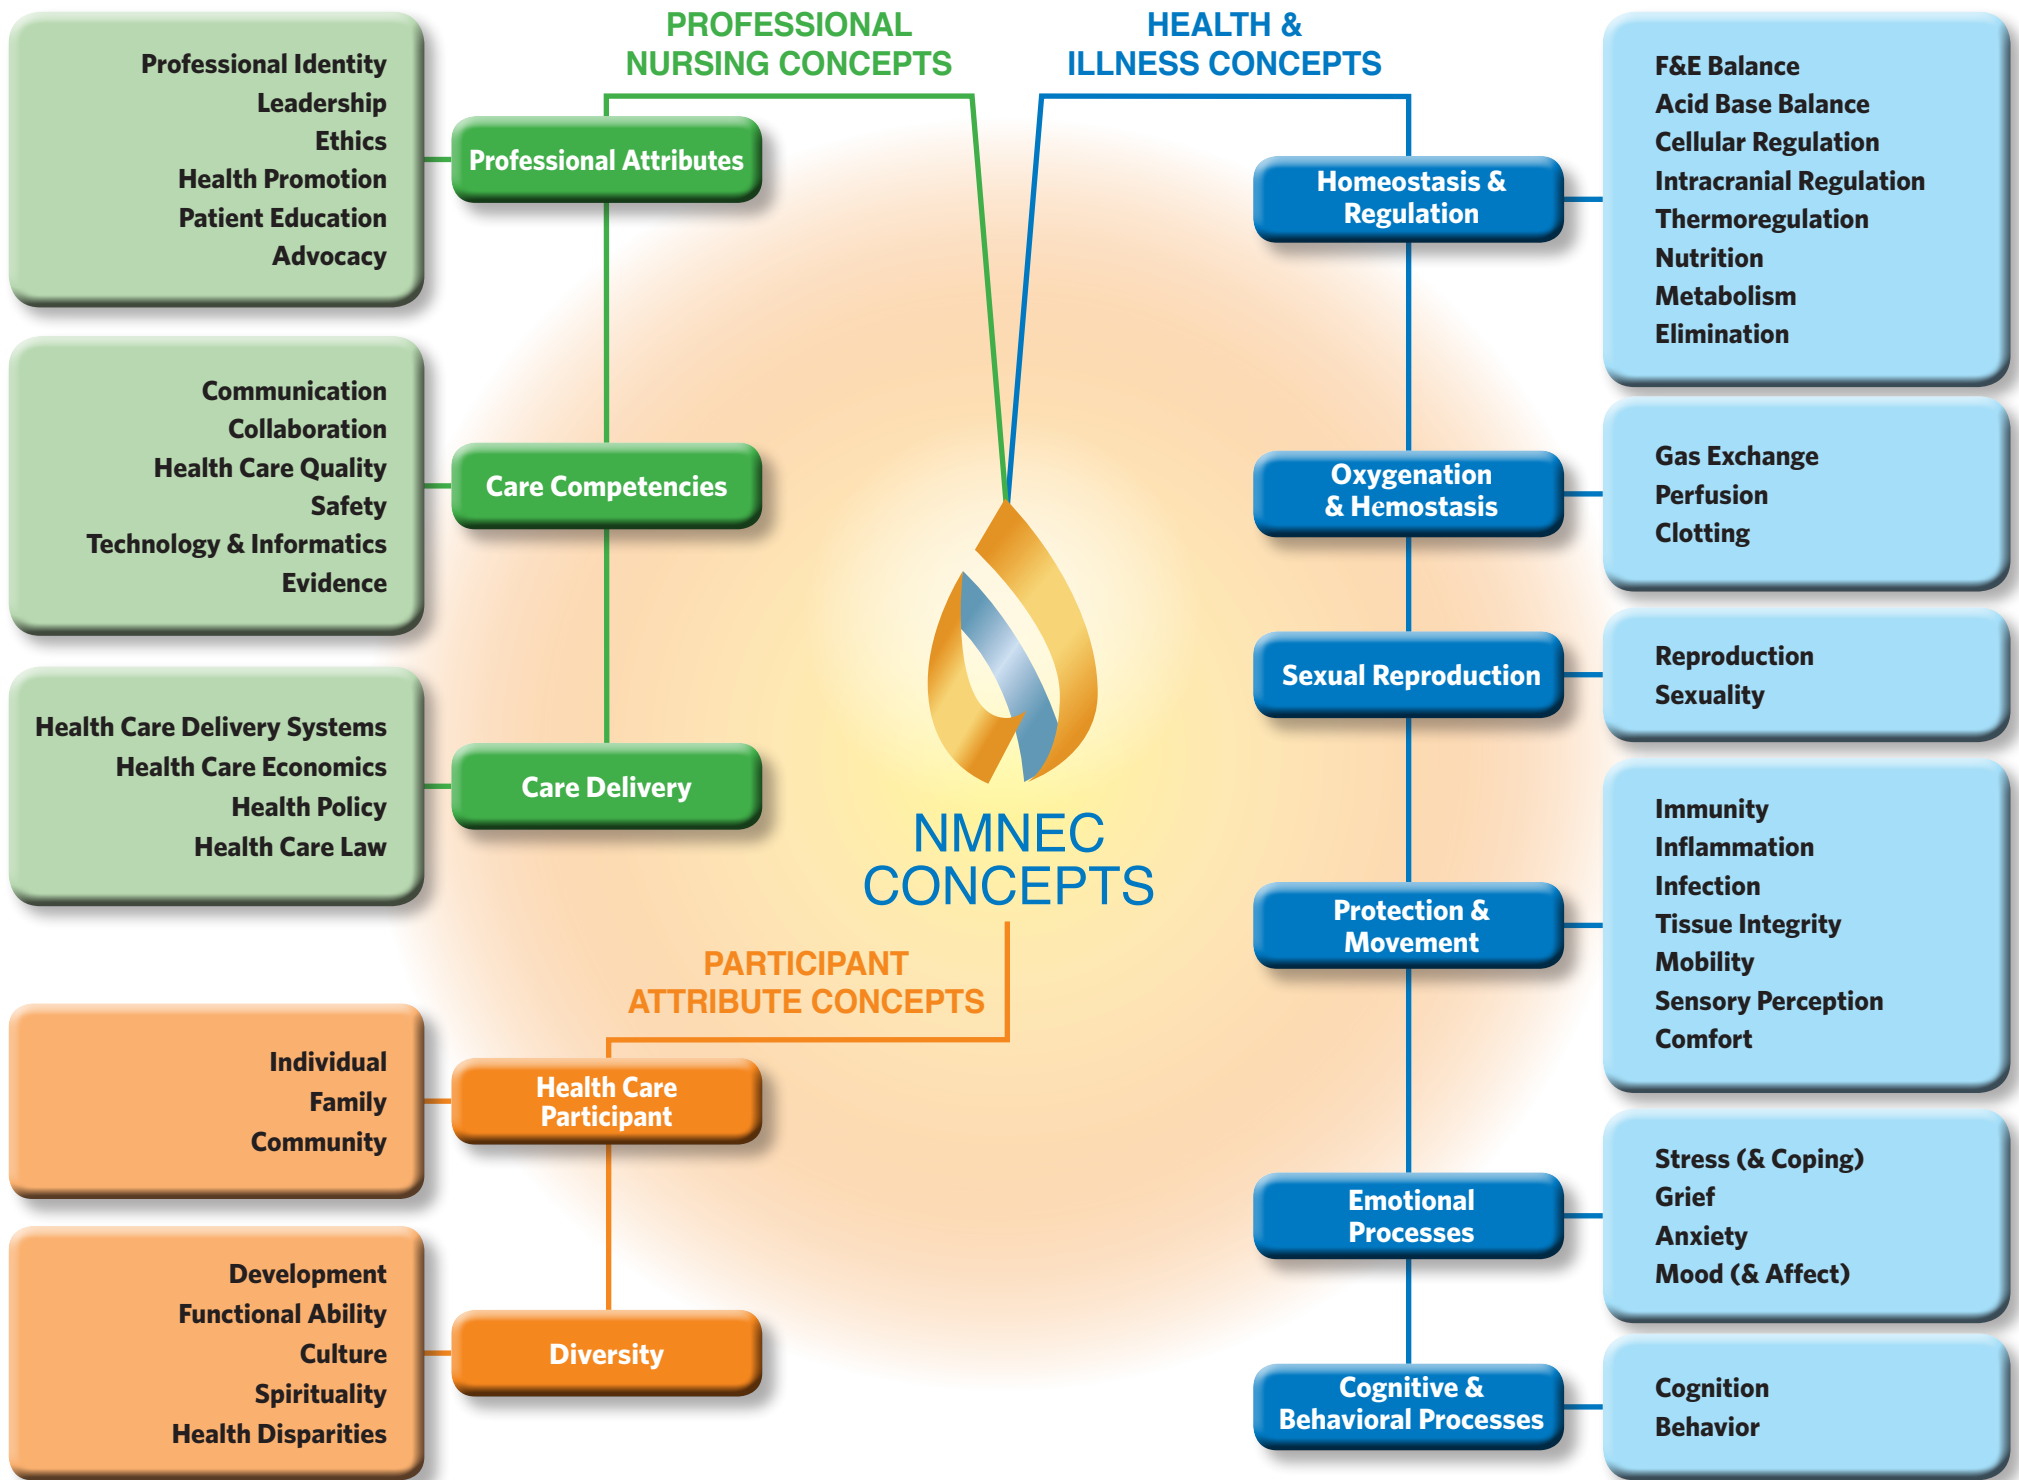 PROFESSIONAL
NURSING CONCEPTS
Professional Attributes
Professional Identity
Leadership
Ethics
Health Promotion
Patient Education
Advocacy
Care Competencies
Communication
Collaboration
Health Care Quality
Safety
Technology & Informatics
Evidence
Care Delivery
Health Care Delivery Systems
Health Care Economics
Health Policy
Health Care Law
HEALTH &
ILLNESS CONCEPTS
Homeostasis &
Regulation
F&E Balance
Acid Base Balance
Cellular Regulation
Intracranial Regulation
Thermoregulation
Nutrition
Metabolism
Elimination
Oxygenation
& Hemostasis
Gas Exchange
Perfusion
Clotting
Sexual Reproduction
Reproduction
Sexuality
Protection &
Movement
Immunity
Inflammation
Infection
Tissue Integrity
Mobility
Sensory Perception
Comfort
Emotional
Processes
Stress (& Coping)
Grief
Anxiety
Mood (& Affect)
Cognitive &
Behavioral Processes
Cognition
Behavior
NMNEC
CONCEPTS
PARTICIPANT
ATTRIBUTE CONCEPTS
Health Care
Participant
Individual
Family
Community
Diversity
Development
Functional Ability
Culture
Spirituality
Health Disparities